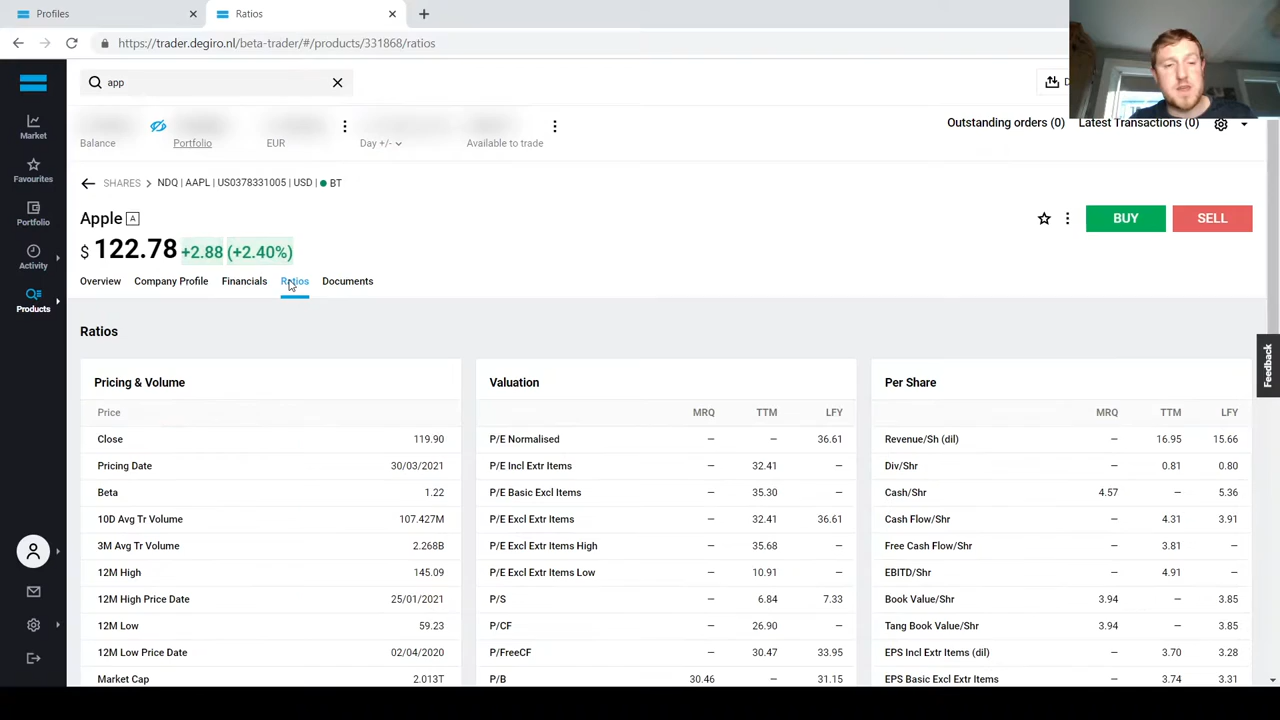 Profiles
Ratios
https://trader.degiro.nl/beta-trader/#/products/331868/ratios
app
D
Balance
Portfolio
EUR
Day +/-
Available to trade
Outstanding orders (0)
Latest Transactions (0)
Market
Favourites
Portfolio
Activity
Products
SHARES > NDQ | AAPL | US0378331005 | USD | BT
Apple A
$ 122.78 +2.88 (+2.40%)
BUY
SELL
Overview Company Profile Financials Ratios Documents
Feedback
Ratios
Pricing & Volume
Price
Close 119.90
Pricing Date 30/03/2021
Beta 1.22
10D Avg Tr Volume 107.427M
3M Avg Tr Volume 2.268B
12M High 145.09
12M High Price Date 25/01/2021
12M Low 59.23
12M Low Price Date 02/04/2020
Market Cap 2.013T
Valuation
MRQ TTM LFY
P/E Normalised — — 36.61
P/E Incl Extr Items — 32.41 —
P/E Basic Excl Items — 35.30 —
P/E Excl Extr Items — 32.41 36.61
P/E Excl Extr Items High — 35.68 —
P/E Excl Extr Items Low — 10.91 —
P/S — 6.84 7.33
P/CF — 26.90 —
P/FreeCF — 30.47 33.95
P/B 30.46 — 31.15
Per Share
MRQ TTM LFY
Revenue/Sh (dil) — 16.95 15.66
Div/Shr — 0.81 0.80
Cash/Shr 4.57 — 5.36
Cash Flow/Shr — 4.31 3.91
Free Cash Flow/Shr — 3.81 —
EBITD/Shr — 4.91 —
Book Value/Shr 3.94 — 3.85
Tang Book Value/Shr 3.94 — 3.85
EPS Incl Extr Items (dil) — 3.70 3.28
EPS Basic Excl Extr Items — 3.74 3.31